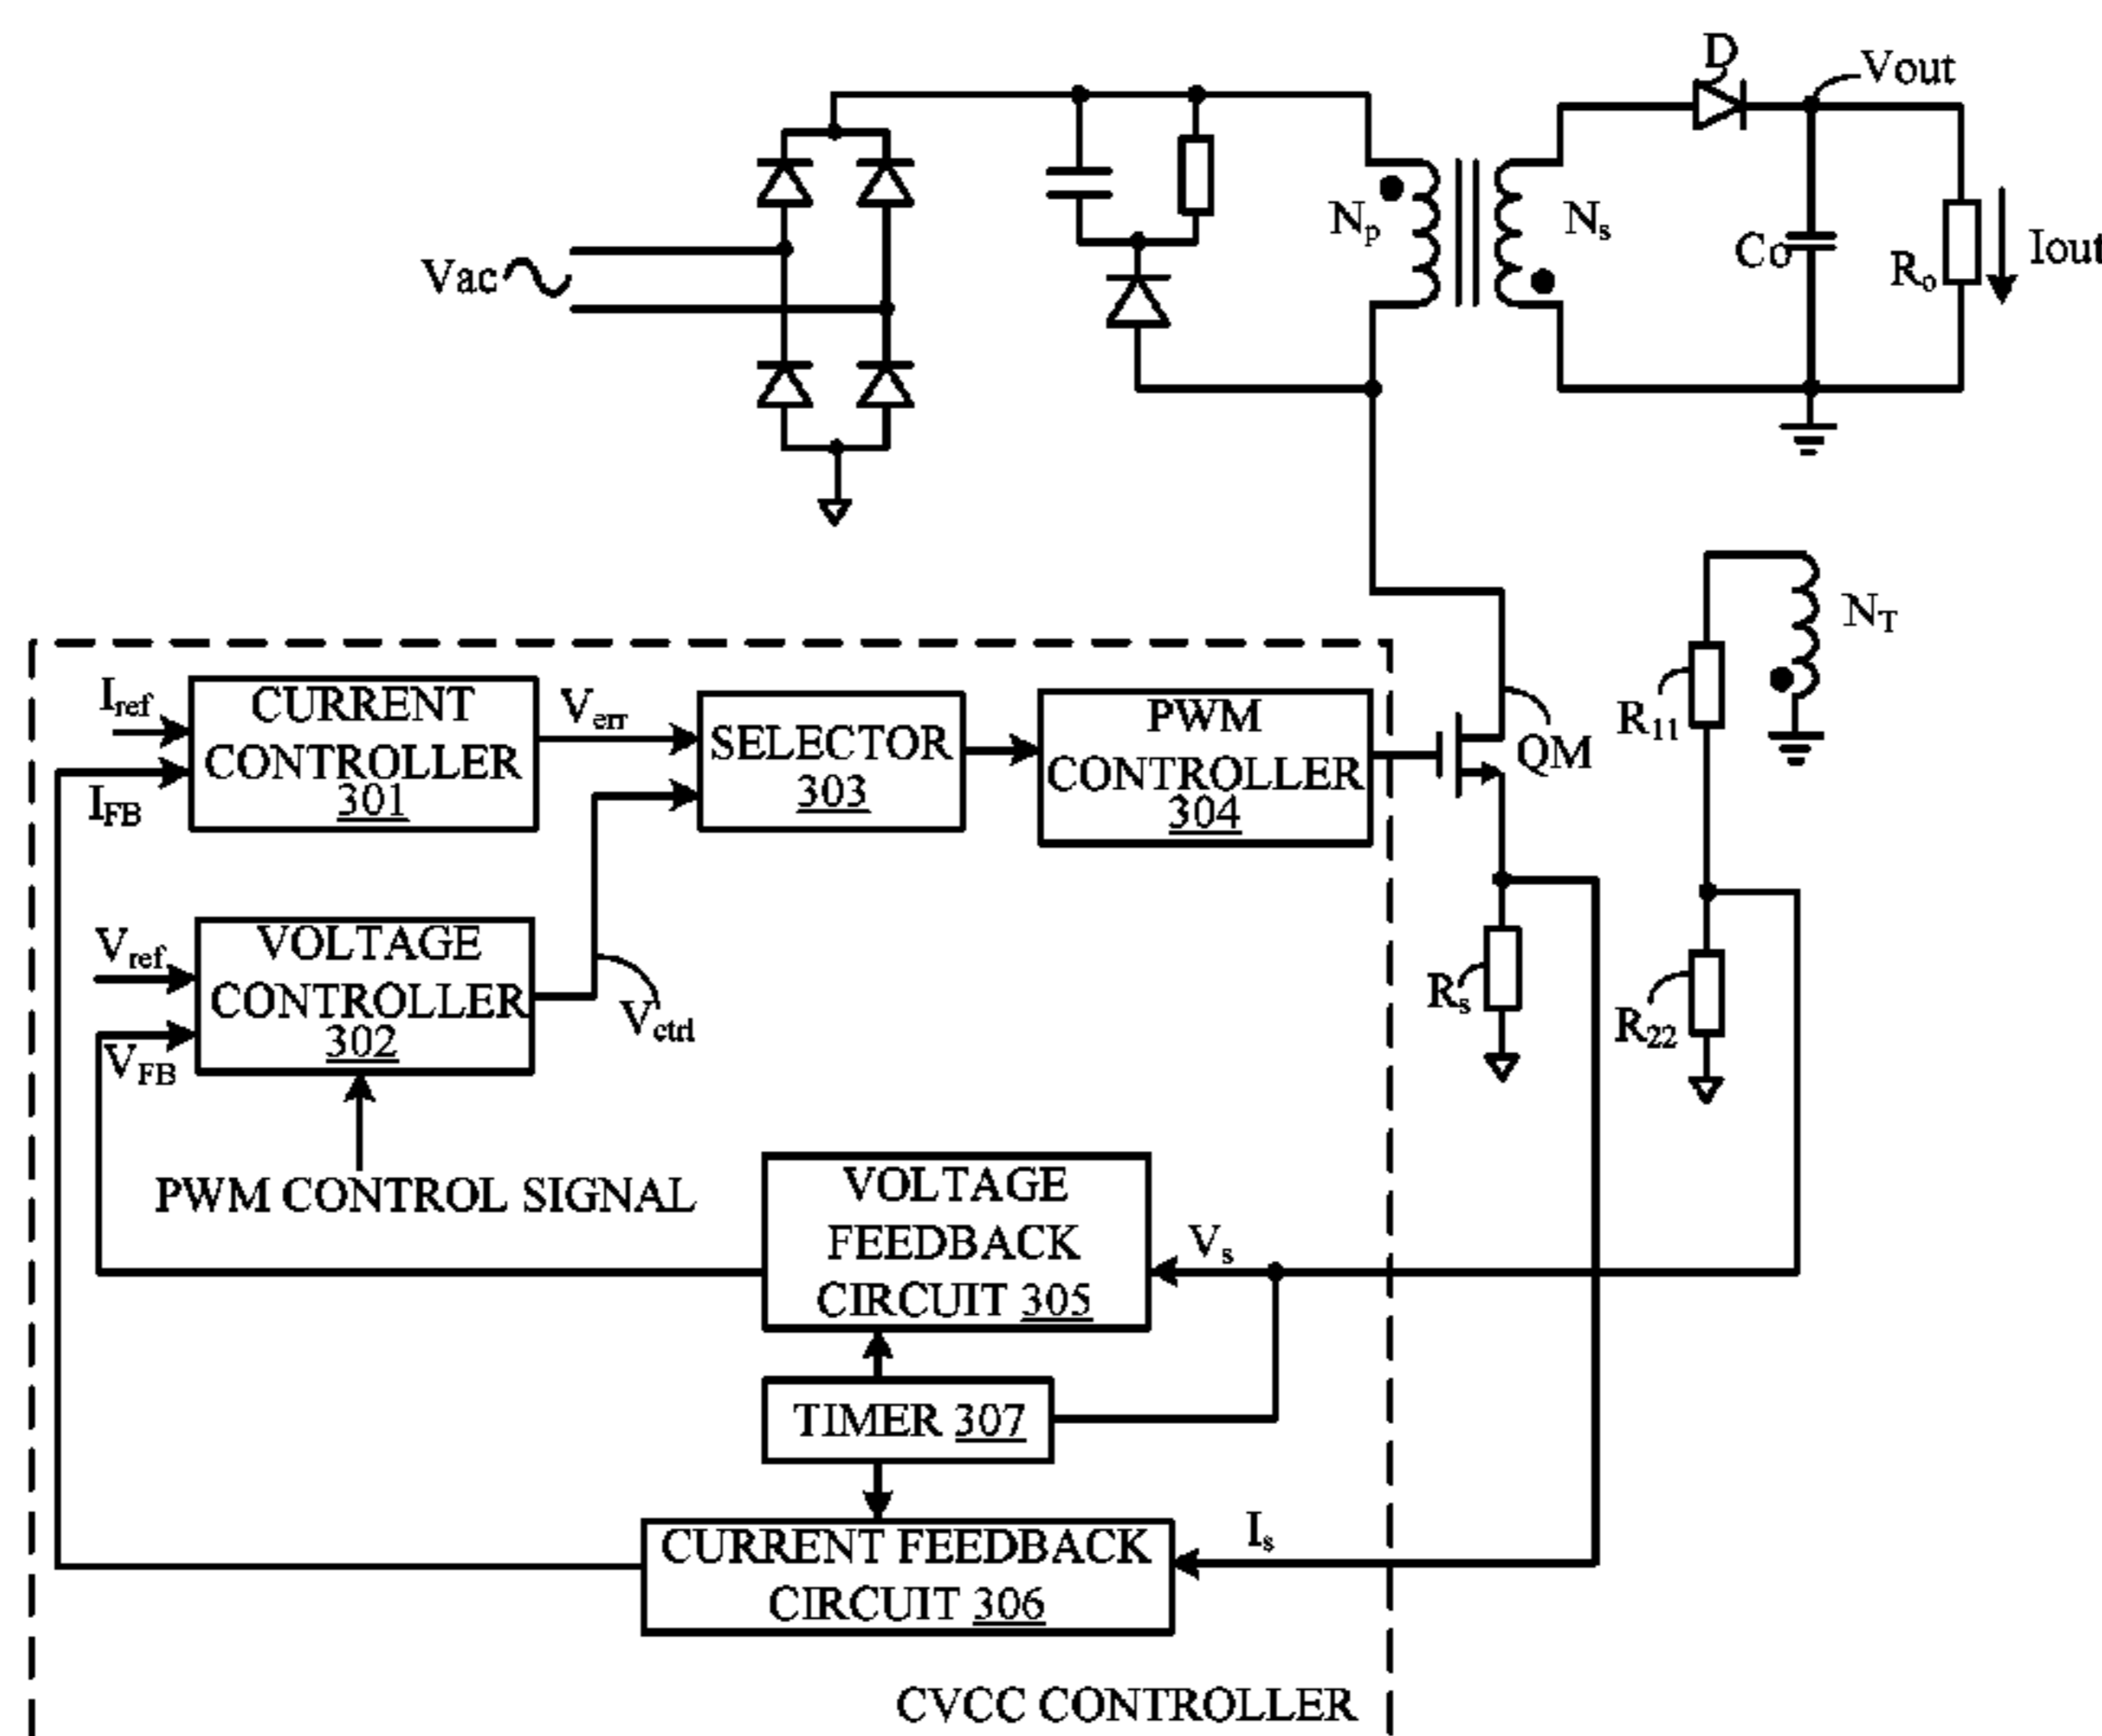 D
Vout
Vac
Np
Ns
Co
Ro
Iout
NT
R11
QM
Iref
IFB
CURRENT
CONTROLLER
301
Verr
SELECTOR
303
PWM
CONTROLLER
304
Vref
VFB
VOLTAGE
CONTROLLER
302
Vctrl
Rs
R22
PWM CONTROL SIGNAL
VOLTAGE
FEEDBACK
CIRCUIT 305
Vs
TIMER 307
CURRENT FEEDBACK
CIRCUIT 306
Is
CVCC CONTROLLER